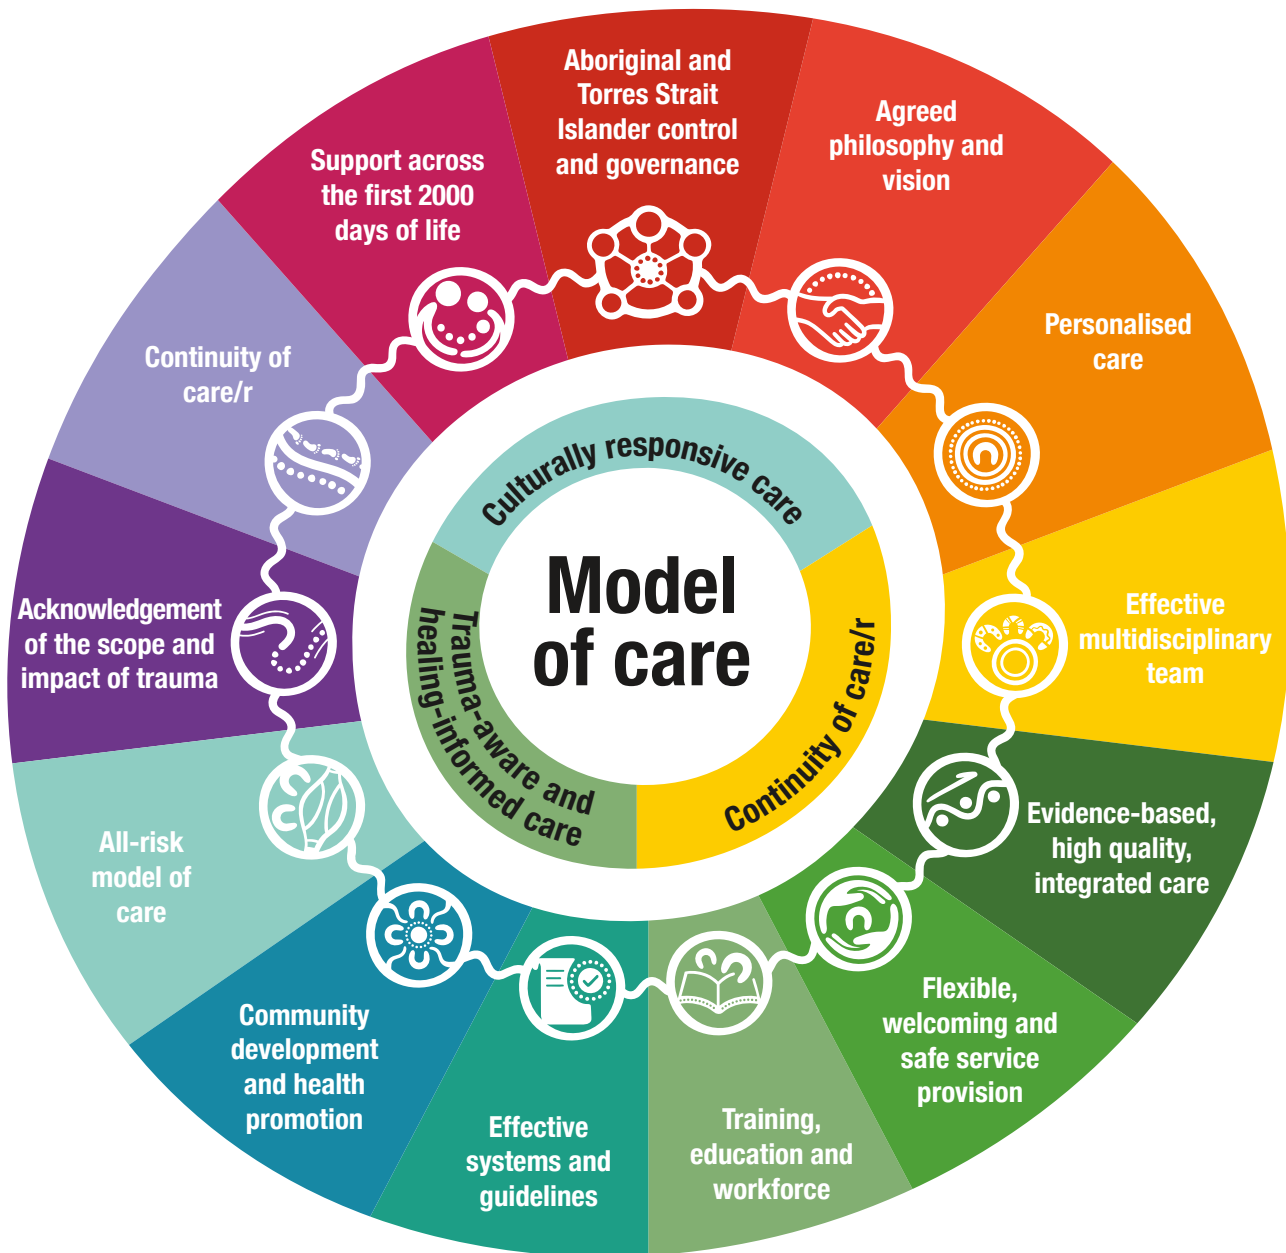 Aboriginal and
Torres Strait
Islander control
and governance
Agreed
philosophy and
vision
Personalised
care
Effective
multidisciplinary
team
Evidence-based,
high quality,
integrated care
Flexible,
welcoming and
safe service
provision
Training,
education and
workforce
Effective
systems and
guidelines
Community
development
and health
promotion
All-risk
model of
care
Acknowledgement
of the scope and
impact of trauma
Continuity of
care/r
Support across
the first 2000
days of life
Culturally responsive care
Continuity of care/r
Trauma-aware and
healing-informed care
Model
of care